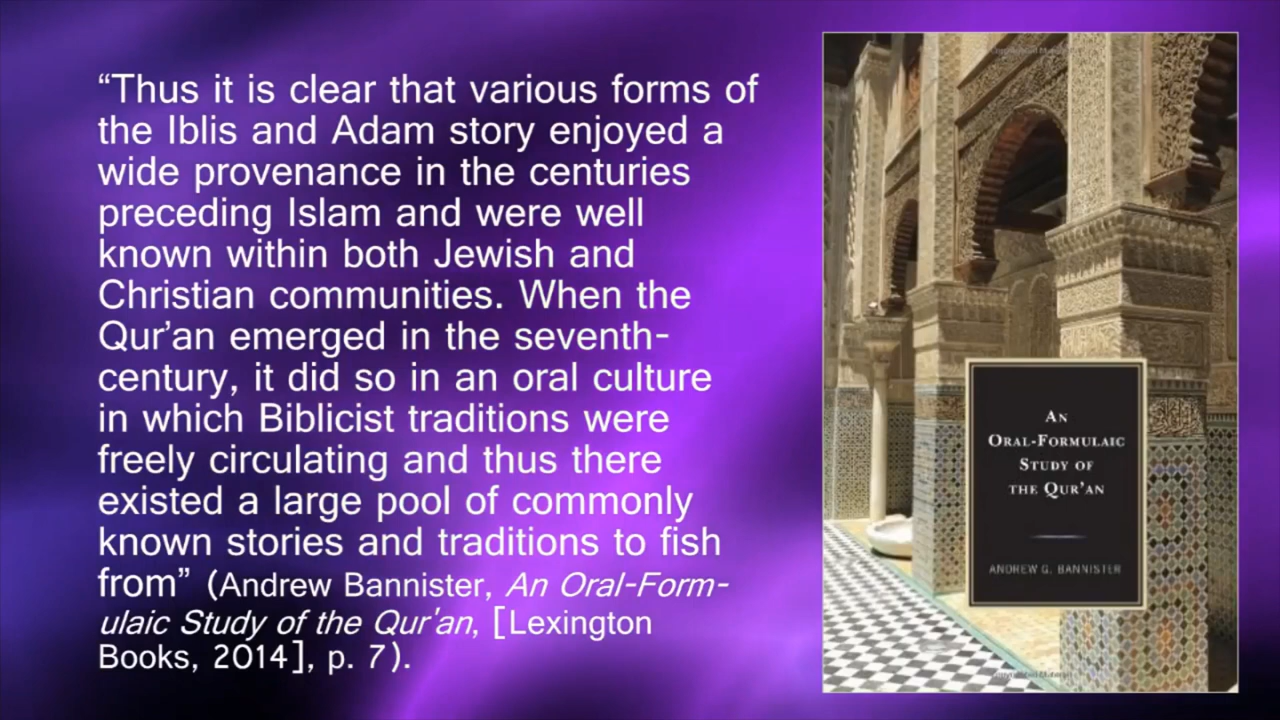 “Thus it is clear that various forms of
the Iblis and Adam story enjoyed a
wide provenance in the centuries
preceding Islam and were well
known within both Jewish and
Christian communities. When the
Qur’an emerged in the seventh-
century, it did so in an oral culture
in which Biblicist traditions were
freely circulating and thus there
existed a large pool of commonly
known stories and traditions to fish
from” (Andrew Bannister, An Oral-Form-
ulaic Study of the Qur'an, [Lexington
Books, 2014], p. 7).
AN
ORAL-FORMULAIC
STUDY OF
THE QUR’AN
ANDREW G. BANNISTER